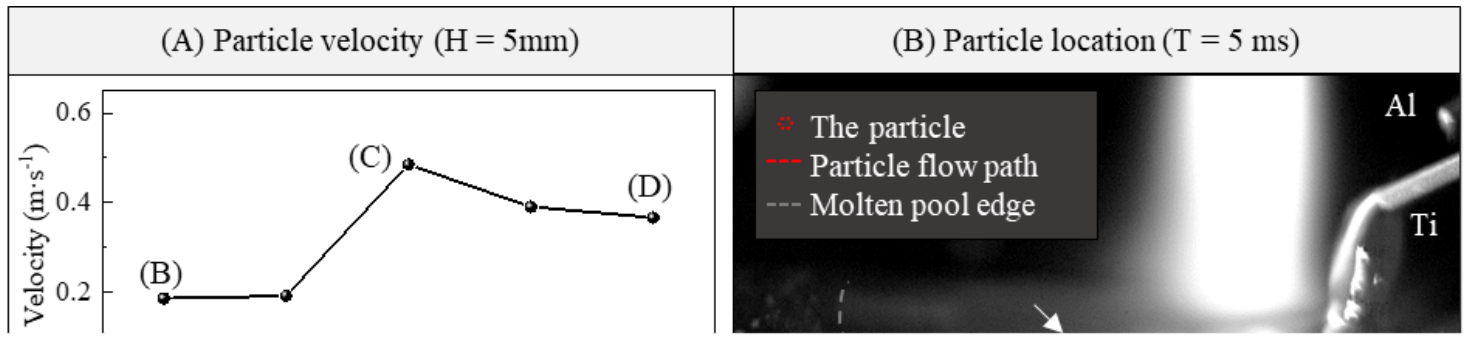 (A) Particle velocity (H = 5mm)
(B) Particle location (T = 5 ms)
0.6
0.4
0.2
Velocity (m·s⁻¹)
(B)
(C)
(D)
The particle
Particle flow path
Molten pool edge
Al
Ti